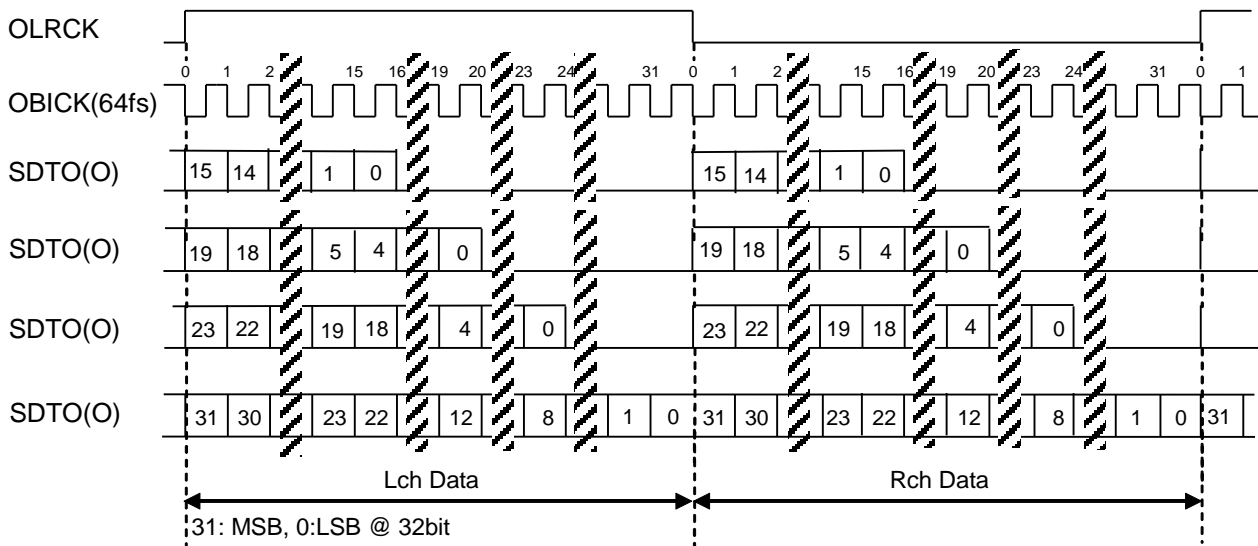 OLRCK
0 1 2 15 16 19 20 23 24 31 0 1 2 15 16 19 20 23 24 31 0 1
OBICK(64fs)
SDTO(O) 15 14 1 0 15 14 1 0
SDTO(O) 19 18 5 4 0 19 18 5 4 0
SDTO(O) 23 22 19 18 4 0 23 22 19 18 4 0
SDTO(O) 31 30 23 22 12 8 1 0 31 30 23 22 12 8 1 0 31
Lch Data Rch Data
31: MSB, 0:LSB @ 32bit